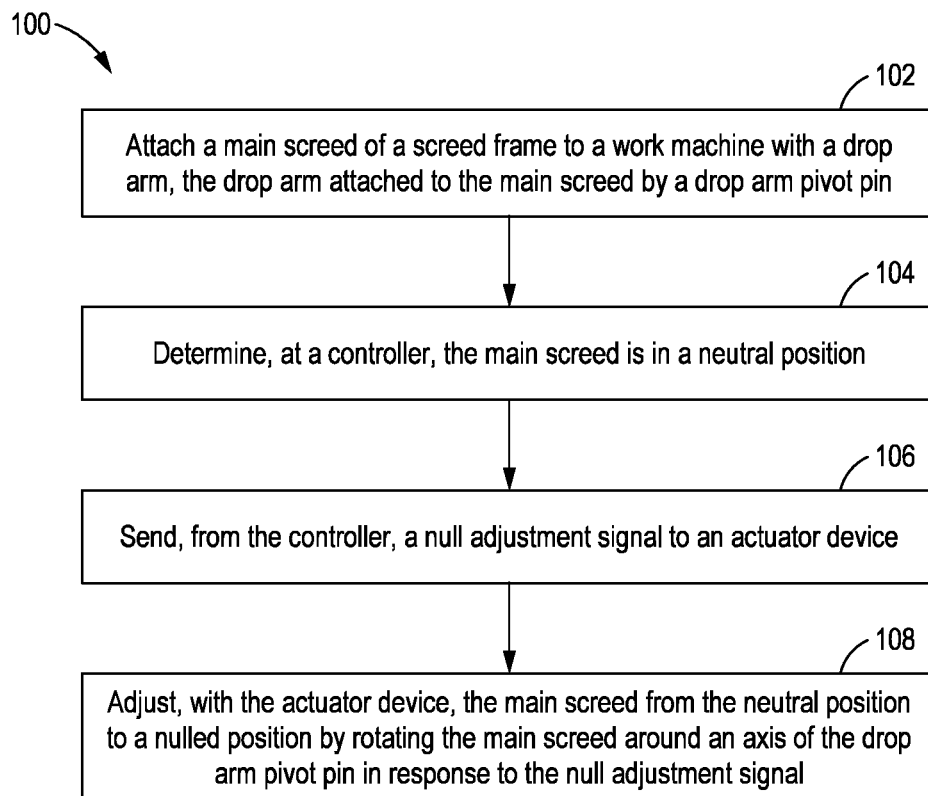 100
102
Attach a main screed of a screed frame to a work machine with a drop
arm, the drop arm attached to the main screed by a drop arm pivot pin
104
Determine, at a controller, the main screed is in a neutral position
106
Send, from the controller, a null adjustment signal to an actuator device
108
Adjust, with the actuator device, the main screed from the neutral position
to a nulled position by rotating the main screed around an axis of the drop
arm pivot pin in response to the null adjustment signal